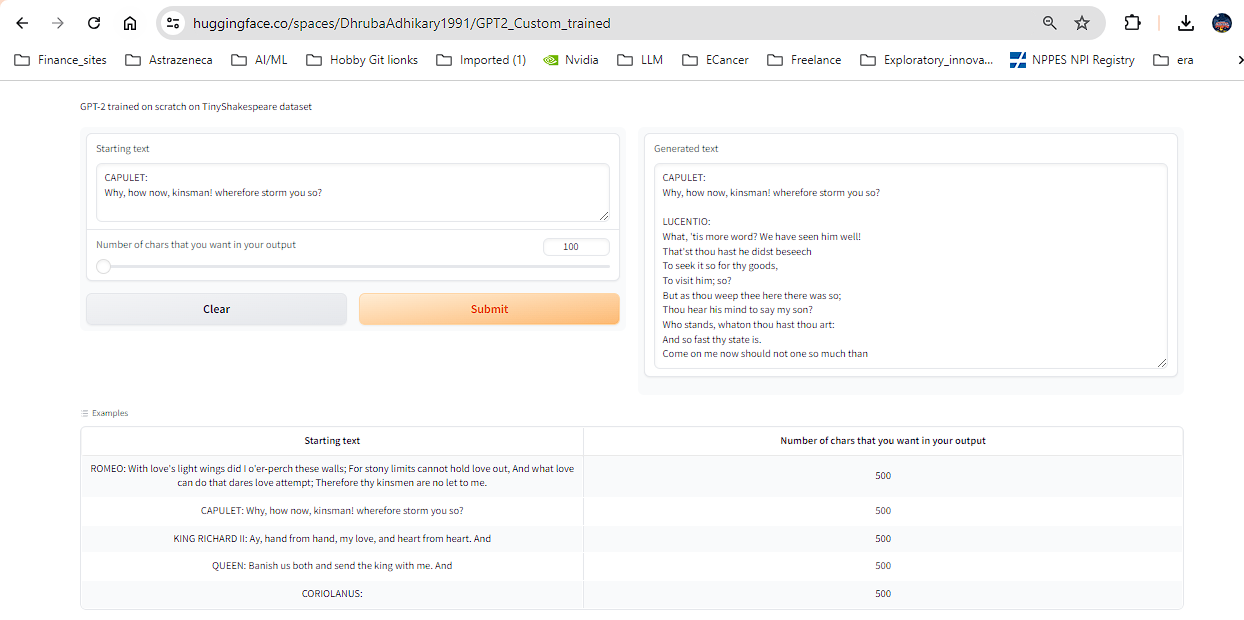 huggingface.co/spaces/DhrubaAdhikary1991/GPT2_Custom_trained
Finance_sites Astrazeneca AI/ML Hobby Git lionks Imported (1) Nvidia LLM ECancer Freelance Exploratory_innova... NPPES NPI Registry era
GPT-2 trained on scratch on TinyShakespeare dataset
Starting text
CAPULET:
Why, how now, kinsman! wherefore storm you so?
Number of chars that you want in your output
100
Clear
Submit
Generated text
CAPULET:
Why, how now, kinsman! wherefore storm you so?
LUCENTIO:
What, 'tis more word? We have seen him well!
That'st thou hast he didst beseech
To seek it so for thy goods,
To visit him; so?
But as thou weep thee here there was so;
Thou hear his mind to say my son?
Who stands, whaton thou hast thou art:
And so fast thy state is.
Come on me now should not one so much than
Examples
Starting text Number of chars that you want in your output
ROMEO: With love's light wings did I o'er-perch these walls; For stony limits cannot hold love out, And what love
can do that dares love attempt; Therefore thy kinsmen are no let to me.
500
CAPULET: Why, how now, kinsman! wherefore storm you so? 500
KING RICHARD II: Ay, hand from hand, my love, and heart from heart. And 500
QUEEN: Banish us both and send the king with me. And 500
CORIOLANUS: 500